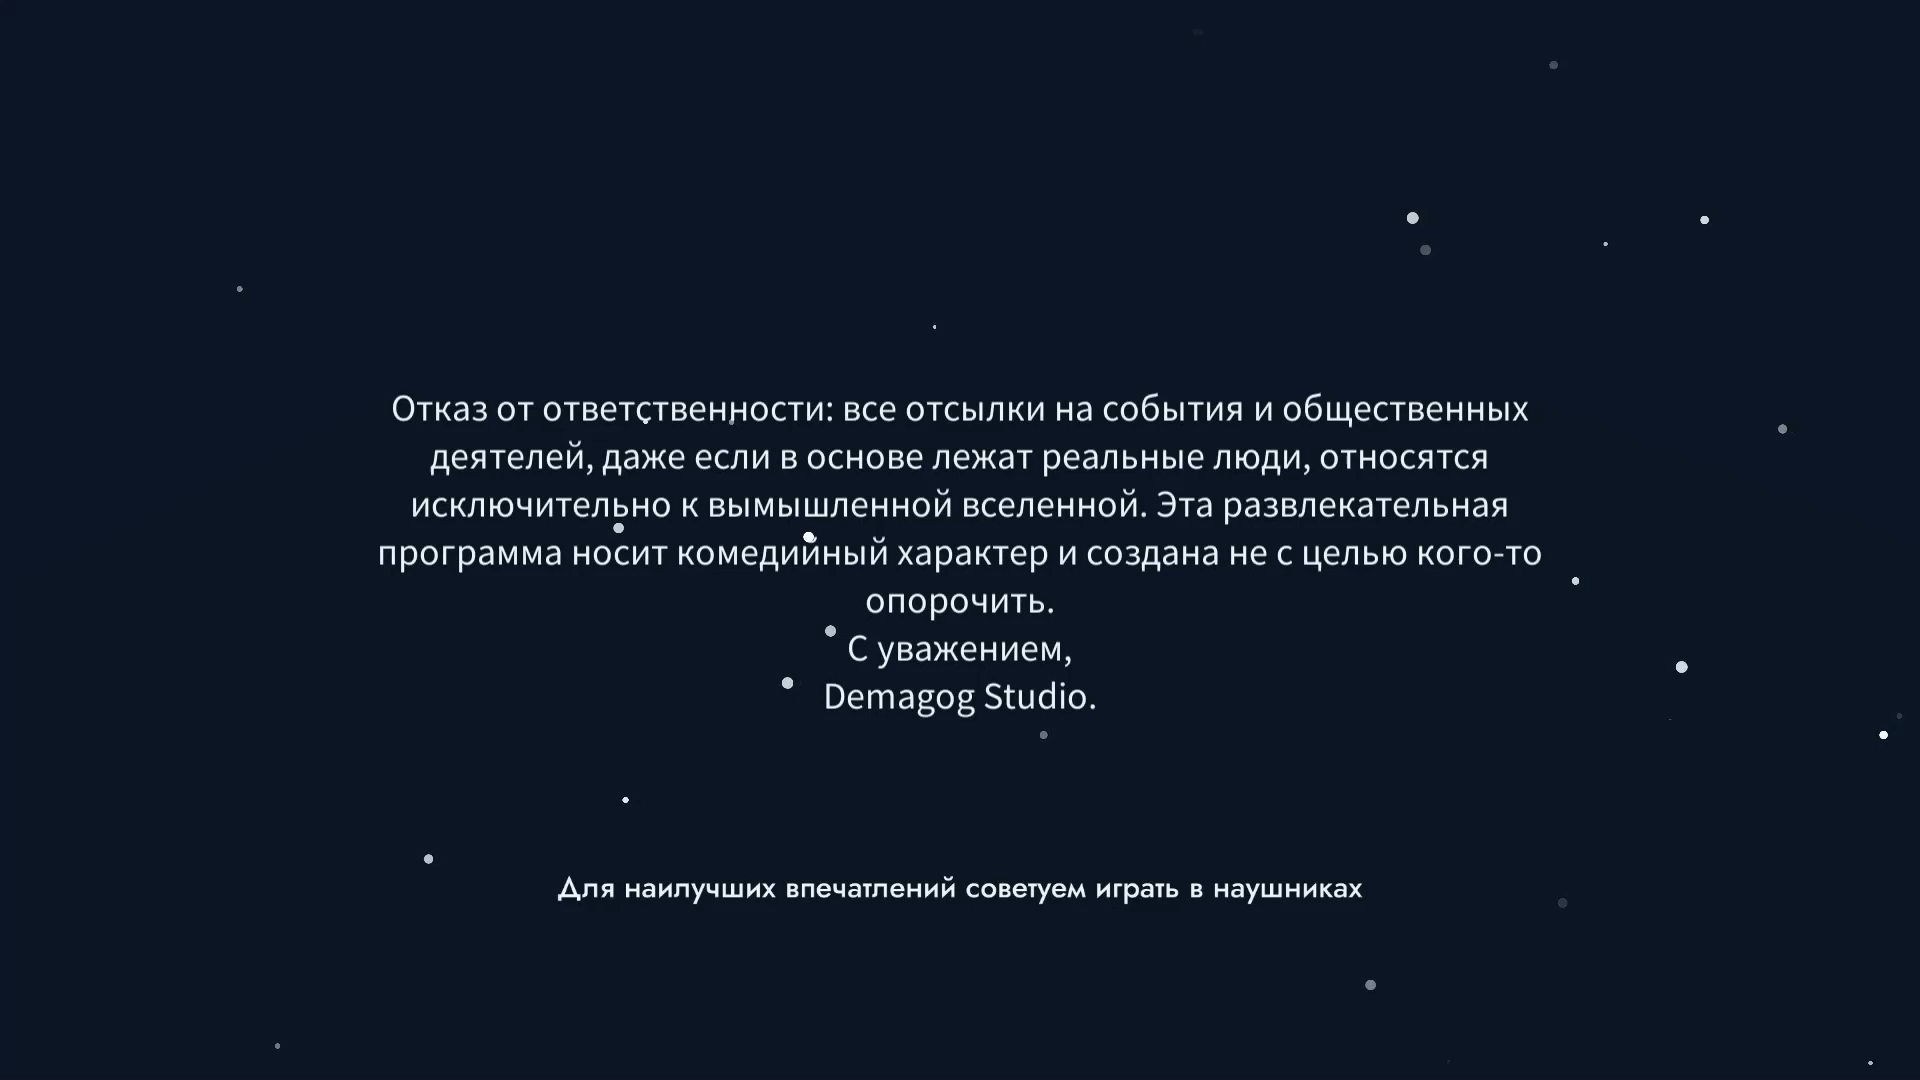 Отказ от ответственности: все отсылки на события и общественных
деятелей, даже если в основе лежат реальные люди, относятся
исключительно к вымышленной вселенной. Эта развлекательная
программа носит комедийный характер и создана не с целью кого-то
опорочить.
С уважением,
Demagog Studio.
Для наилучших впечатлений советуем играть в наушниках